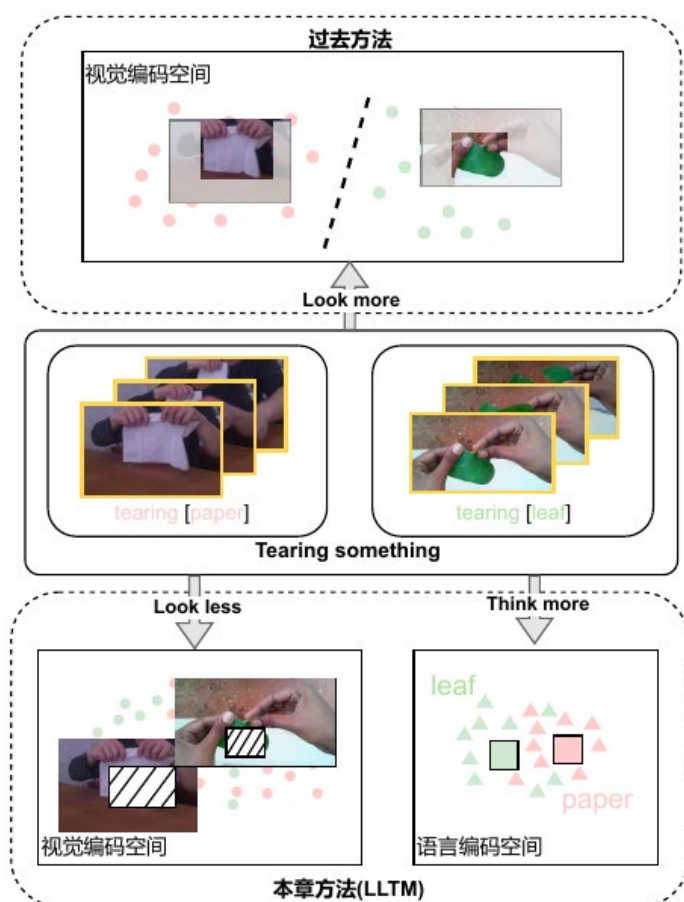 过去方法
视觉编码空间
Look more
tearing [paper]
tearing [leaf]
Tearing something
Look less
Think more
leaf
paper
视觉编码空间
语言编码空间
本章方法(LLTM)